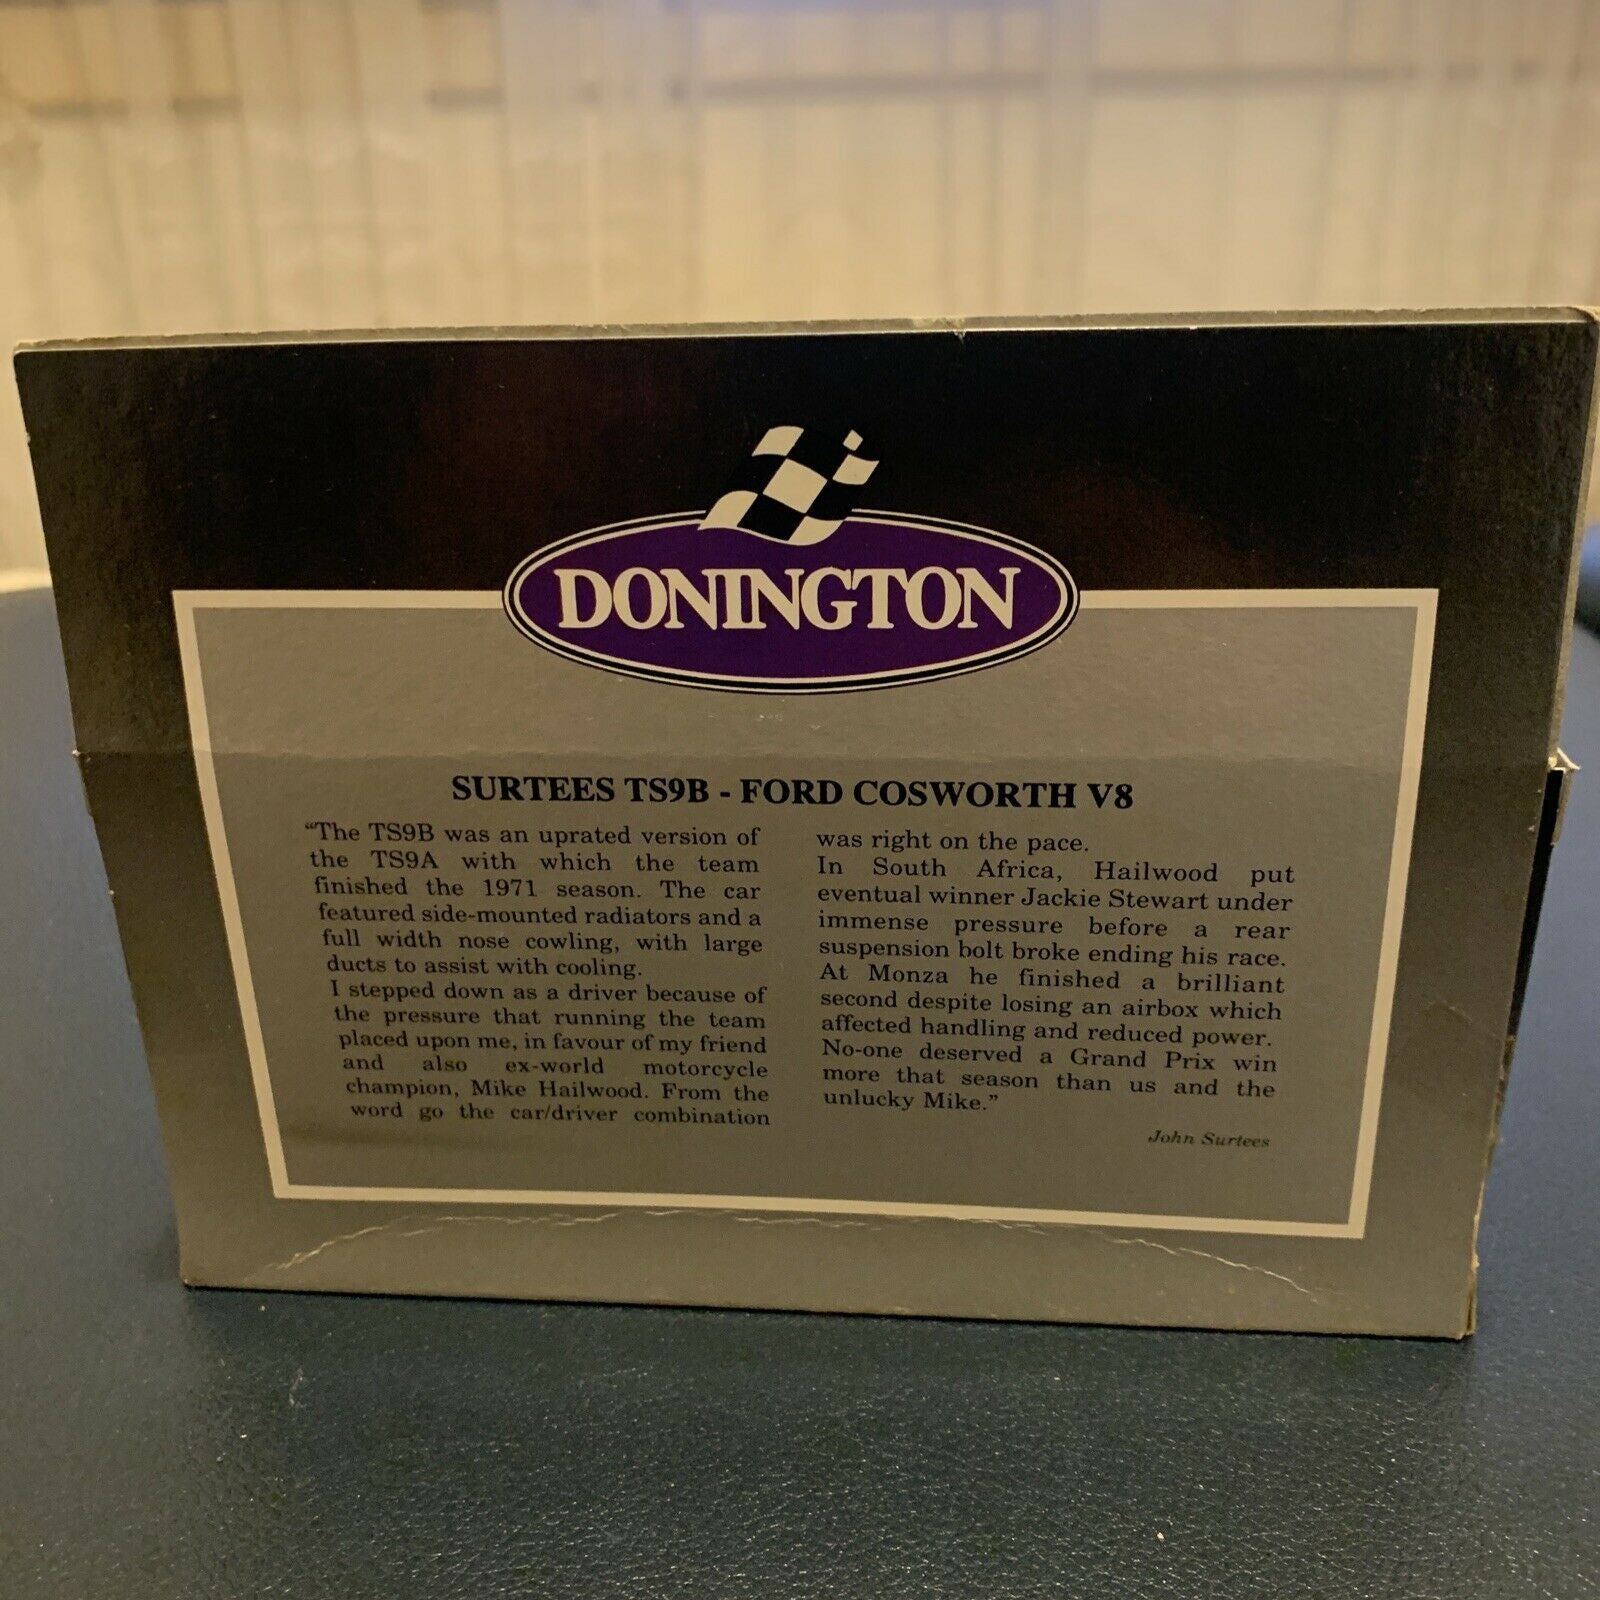 DONINGTON
SURTEES TS9B - FORD COSWORTH V8
“The TS9B was an uprated version of
the TS9A with which the team
finished the 1971 season. The car
featured side-mounted radiators and a
full width nose cowling, with large
ducts to assist with cooling.
I stepped down as a driver because of
the pressure that running the team
placed upon me, in favour of my friend
and also ex-world motorcycle
champion, Mike Hailwood. From the
word go the car/driver combination
was right on the pace.
In South Africa, Hailwood put
eventual winner Jackie Stewart under
immense pressure before a rear
suspension bolt broke ending his race.
At Monza he finished a brilliant
second despite losing an airbox which
affected handling and reduced power.
No-one deserved a Grand Prix win
more that season than us and the
unlucky Mike.”
John Surtees